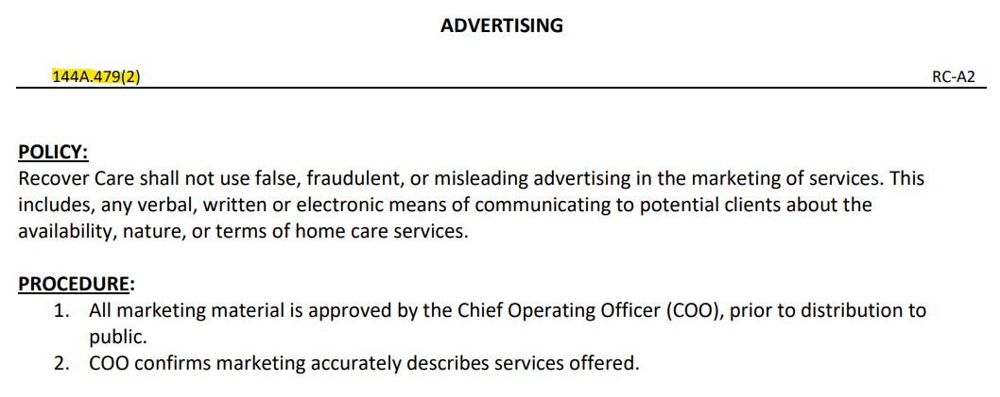 ADVERTISING
144A.479(2) RC-A2
POLICY:
Recover Care shall not use false, fraudulent, or misleading advertising in the marketing of services. This
includes, any verbal, written or electronic means of communicating to potential clients about the
availability, nature, or terms of home care services.
PROCEDURE:
1. All marketing material is approved by the Chief Operating Officer (COO), prior to distribution to
public.
2. COO confirms marketing accurately describes services offered.